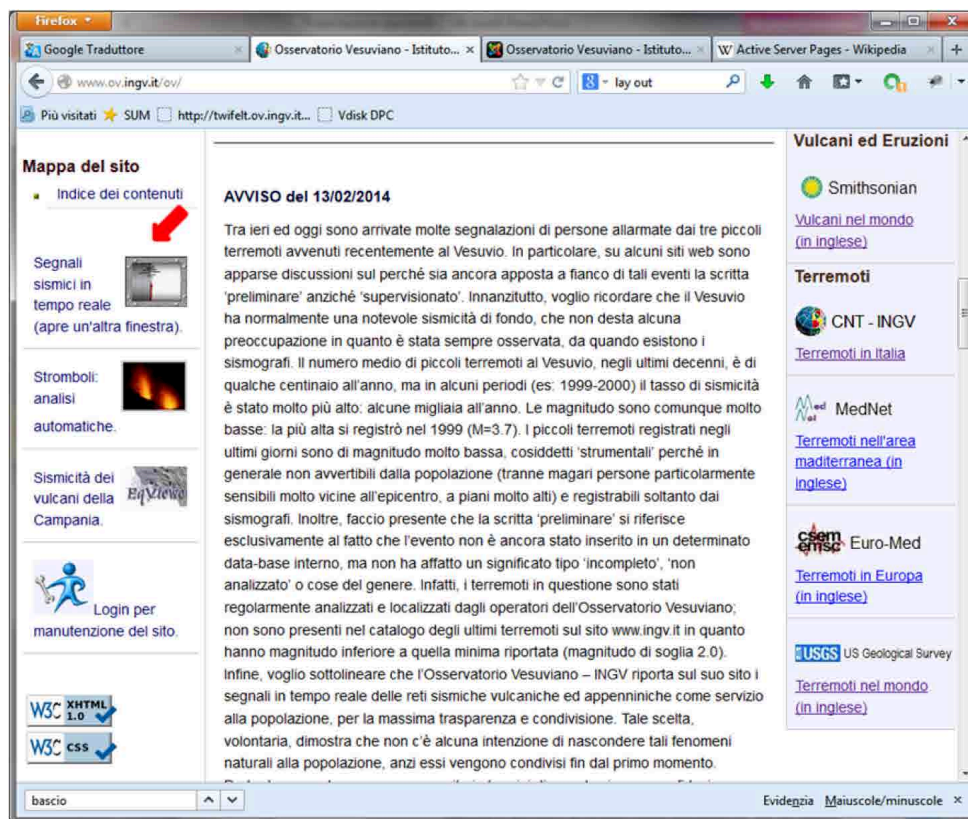 Firefox
Google Traduttore
Osservatorio Vesuviano - Istituto...
Osservatorio Vesuviano - Istituto...
Active Server Pages - Wikipedia
www.ov.ingv.it/ov/
lay out
Più visitati
SUM
http://twifelt.ov.ingv.it...
Vdisk DPC
Mappa del sito
Indice dei contenuti
Segnali
sismici in
tempo reale
(apre un'altra finestra).
Stromboli:
analisi
automatiche.
Sismicità dei
vulcani della
Campania.
EqViewe
Login per
manutenzione del sito.
W3C XHTML 1.0
W3C css
AVVISO del 13/02/2014
Tra ieri ed oggi sono arrivate molte segnalazioni di persone allarmate dai tre piccoli
terremoti avvenuti recentemente al Vesuvio. In particolare, su alcuni siti web sono
apparse discussioni sul perché sia ancora apposta a fianco di tali eventi la scritta
'preliminare' anziché 'supervisionato'. Innanzitutto, voglio ricordare che il Vesuvio
ha normalmente una notevole sismicità di fondo, che non desta alcuna
preoccupazione in quanto è stata sempre osservata, da quando esistono i
sismografi. Il numero medio di piccoli terremoti al Vesuvio, negli ultimi decenni, è di
qualche centinaio all'anno, ma in alcuni periodi (es: 1999-2000) il tasso di sismicità
è stato molto più alto: alcune migliaia all'anno. Le magnitudo sono comunque molto
basse: la più alta si registrò nel 1999 (M=3.7). I piccoli terremoti registrati negli
ultimi giorni sono di magnitudo molto bassa, cosiddetti 'strumentali' perché in
generale non avvertibili dalla popolazione (tranne magari persone particolarmente
sensibili molto vicine all'epicentro, a piani molto alti) e registrabili soltanto dai
sismografi. Inoltre, faccio presente che la scritta 'preliminare' si riferisce
esclusivamente al fatto che l'evento non è ancora stato inserito in un determinato
data-base interno, ma non ha affatto un significato tipo 'incompleto', 'non
analizzato' o cose del genere. Infatti, i terremoti in questione sono stati
regolarmente analizzati e localizzati dagli operatori dell'Osservatorio Vesuviano;
non sono presenti nel catalogo degli ultimi terremoti sul sito www.ingv.it in quanto
hanno magnitudo inferiore a quella minima riportata (magnitudo di soglia 2.0).
Infine, voglio sottolineare che l'Osservatorio Vesuviano – INGV riporta sul suo sito i
segnali in tempo reale delle reti sismiche vulcaniche ed appenniniche come servizio
alla popolazione, per la massima trasparenza e condivisione. Tale scelta,
volontaria, dimostra che non c'è alcuna intenzione di nascondere tali fenomeni
naturali alla popolazione, anzi essi vengono condivisi fin dal primo momento.
Vulcani ed Eruzioni
Smithsonian
Vulcani nel mondo
(in inglese)
Terremoti
CNT - INGV
Terremoti in Italia
Med Net
MedNet
Terremoti nell'area
maditerranea (in
inglese)
csem
emsc
Euro-Med
Terremoti in Europa
(in inglese)
USGS
US Geological Survey
Terremoti nel mondo
(in inglese)
bascio
Evidenzia
Maiuscole/minuscole